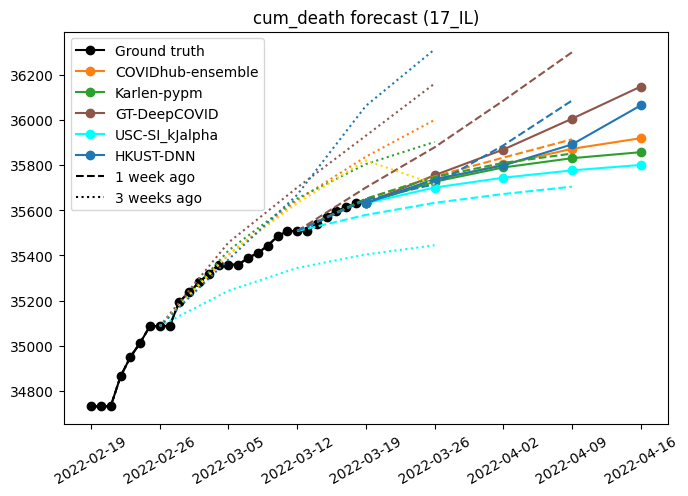 cum_death forecast (17_IL)
Ground truth
COVIDhub-ensemble
Karlen-pypm
GT-DeepCOVID
USC-SI_kJalpha
HKUST-DNN
1 week ago
3 weeks ago
36200
36000
35800
35600
35400
35200
35000
34800
2022-02-19
2022-02-26
2022-03-05
2022-03-12
2022-03-19
2022-03-26
2022-04-02
2022-04-09
2022-04-16